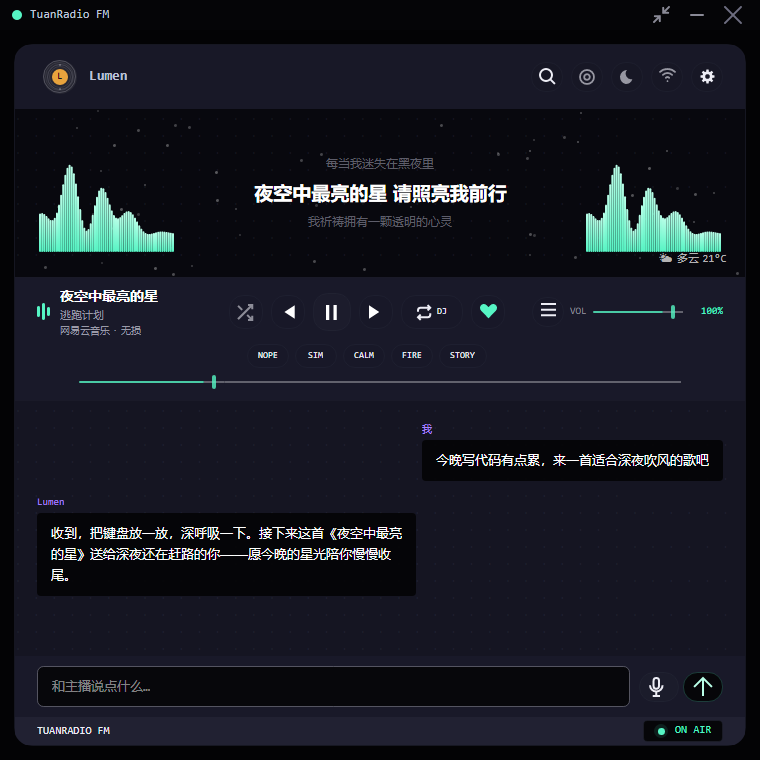 TuanRadio FM
L
Lumen
每当我迷失在黑夜里
夜空中最亮的星 请照亮我前行
我祈祷拥有一颗透明的心灵
多云 21°C
夜空中最亮的星
逃跑计划
网易云音乐 · 无损
DJ
VOL
100%
NOPE
SIM
CALM
FIRE
STORY
我
今晚写代码有点累，来一首适合深夜吹风的歌吧
Lumen
收到，把键盘放一放，深呼吸一下。接下来这首《夜空中最亮
的星》送给深夜还在赶路的你——愿今晚的星光陪你慢慢收
尾。
和主播说点什么…
TUANRADIO FM
ON AIR